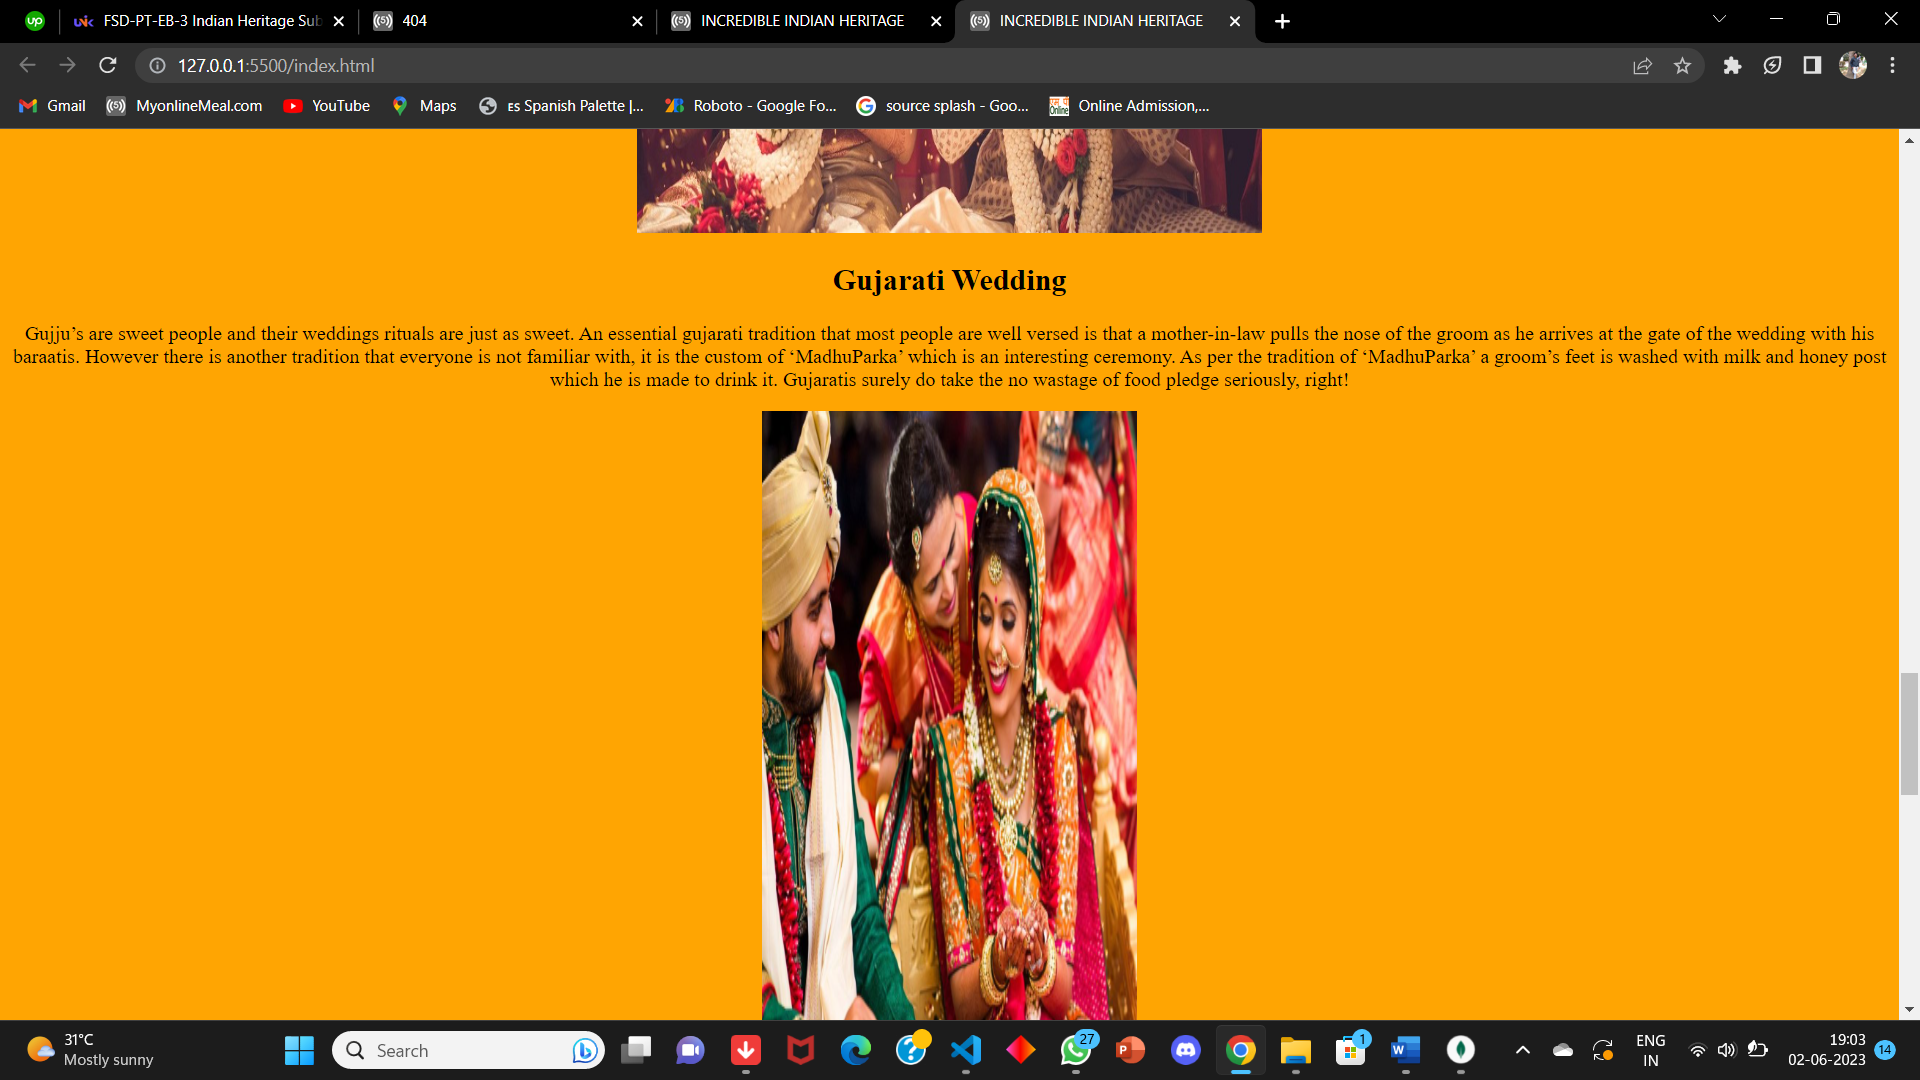 up
FSD-PT-EB-3 Indian Heritage Sub
404
INCREDIBLE INDIAN HERITAGE
INCREDIBLE INDIAN HERITAGE
127.0.0.1:5500/index.html
Gmail
MyonlineMeal.com
YouTube
Maps
ES Spanish Palette |...
Roboto - Google Fo...
source splash - Goo...
Online Admission,...
Gujarati Wedding
Gujju’s are sweet people and their weddings rituals are just as sweet. An essential gujarati tradition that most people are well versed is that a mother-in-law pulls the nose of the groom as he arrives at the gate of the wedding with his
baraatis. However there is another tradition that everyone is not familiar with, it is the custom of ‘MadhuParka’ which is an interesting ceremony. As per the tradition of ‘MadhuParka’ a groom’s feet is washed with milk and honey post
which he is made to drink it. Gujaratis surely do take the no wastage of food pledge seriously, right!
31°C
Mostly sunny
Search
27
1
ENG
IN
19:03
02-06-2023
14